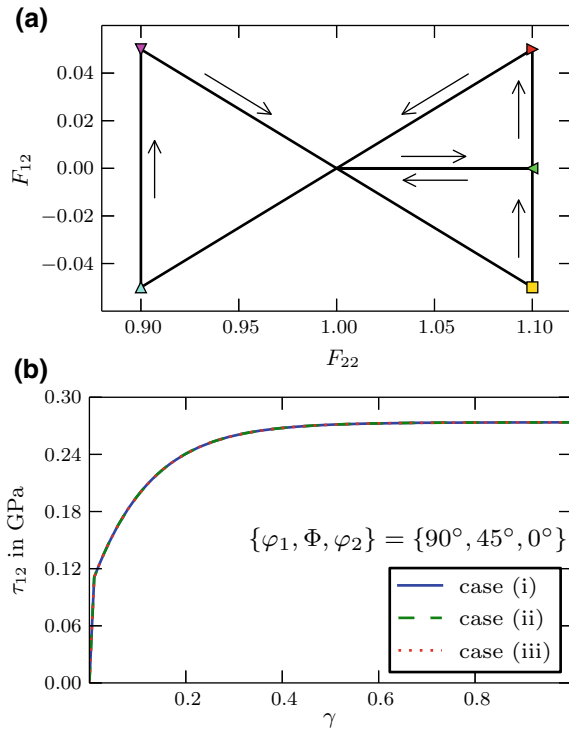 (a)
0.04
0.02
0.00
−0.02
−0.04
F12
0.90 0.95 1.00 1.05 1.10
F22
(b)
0.30
0.24
0.18
0.12
0.06
0.00
τ12 in GPa
{φ1, Φ, φ2} = {90°, 45°, 0°}
case (i)
case (ii)
case (iii)
0.2 0.4 0.6 0.8
γ